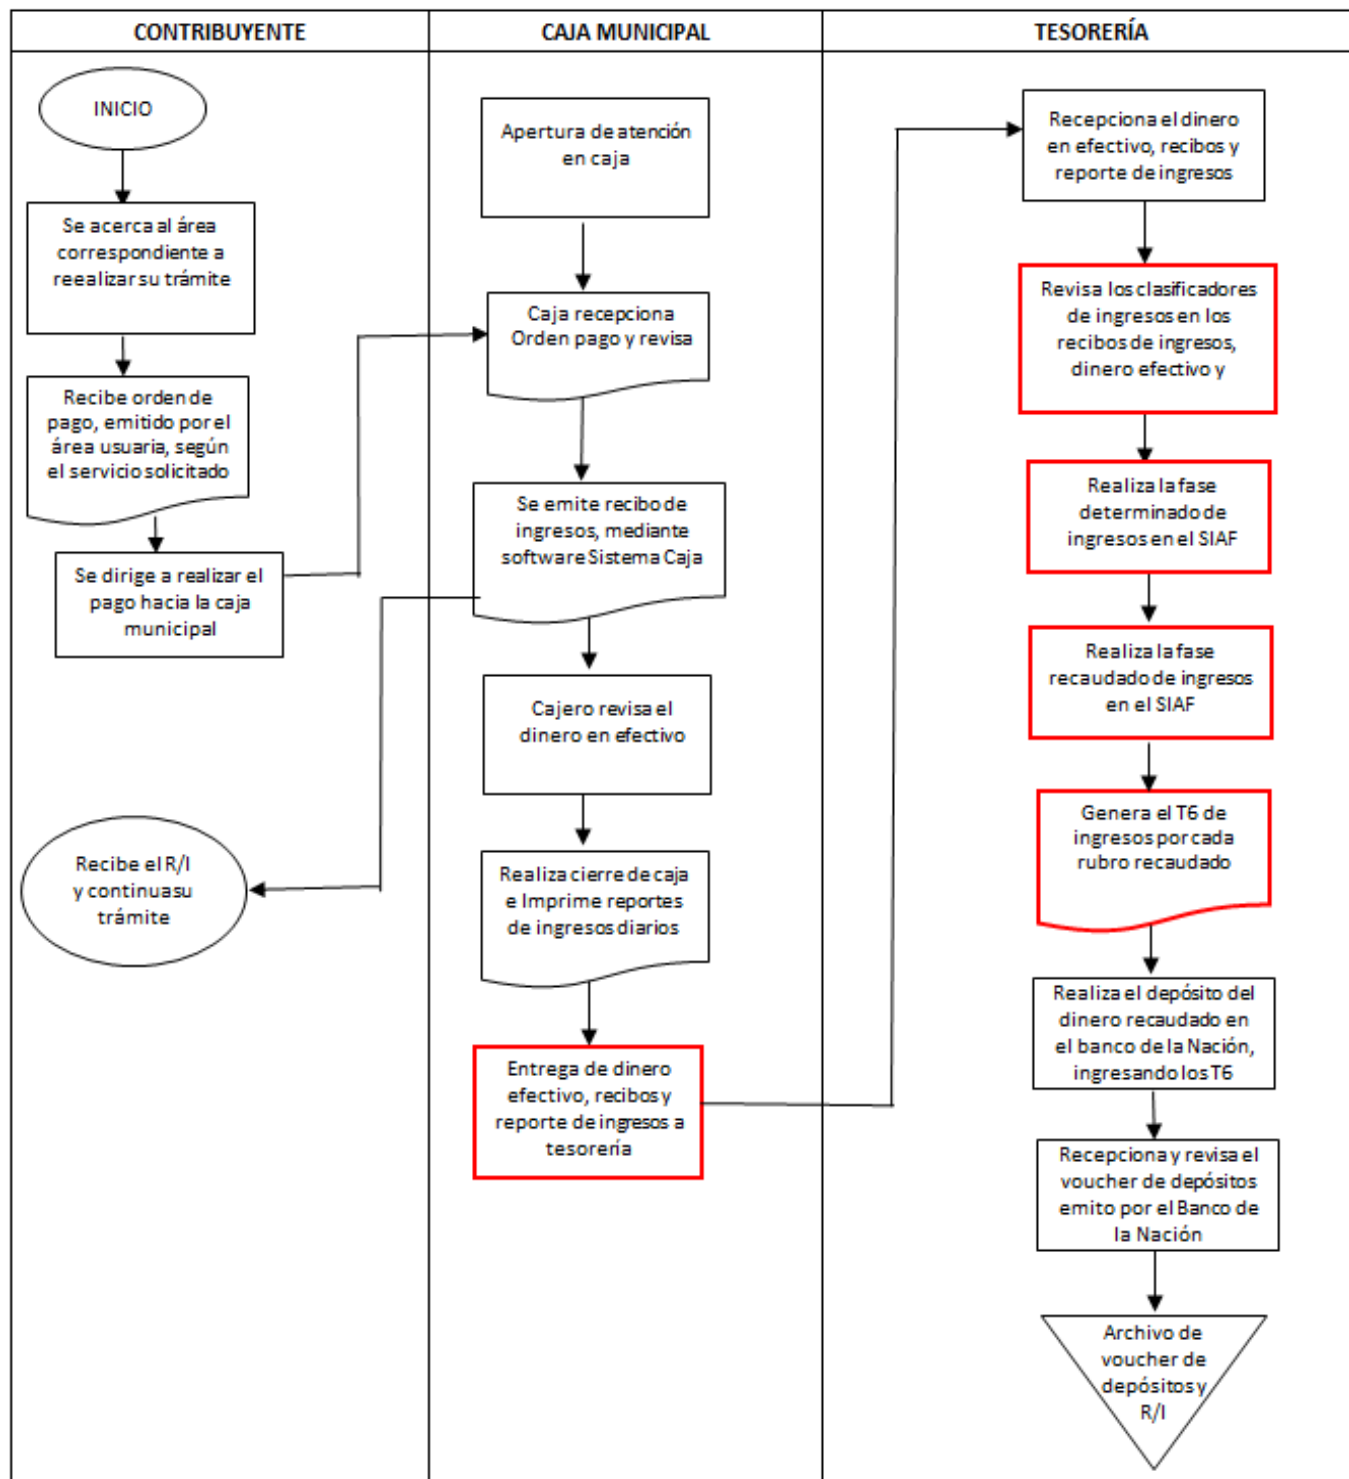 CONTRIBUYENTE
CAJA MUNICIPAL
TESORERÍA
INICIO
Se acerca al área
correspondiente a
reealizar su trámite
Recibe orden de
pago, emitido por el
área usuaria, según
el servicio solicitado
Se dirige a realizar el
pago hacia la caja
municipal
Recibe el R/I
y continua su
trámite
Apertura de atención
en caja
Caja recepciona
Orden pago y revisa
Se emite recibo de
ingresos, mediante
software Sistema Caja
Cajero revisa el
dinero en efectivo
Realiza cierre de caja
e Imprime reportes
de ingresos diarios
Entrega de dinero
efectivo, recibos y
reporte de ingresos a
tesorería
Recepciona el dinero
en efectivo, recibos y
reporte de ingresos
Revisa los clasificadores
de ingresos en los
recibos de ingresos,
dinero efectivo y
Realiza la fase
determinado de
ingresos en el SIAF
Realiza la fase
recaudado de ingresos
en el SIAF
Genera el T6 de
ingresos por cada
rubro recaudado
Realiza el depósito del
dinero recaudado en
el banco de la Nación,
ingresando los T6
Recepciona y revisa el
voucher de depósitos
emito por el Banco de
la Nación
Archivo de
voucher de
depósitos y
R/I